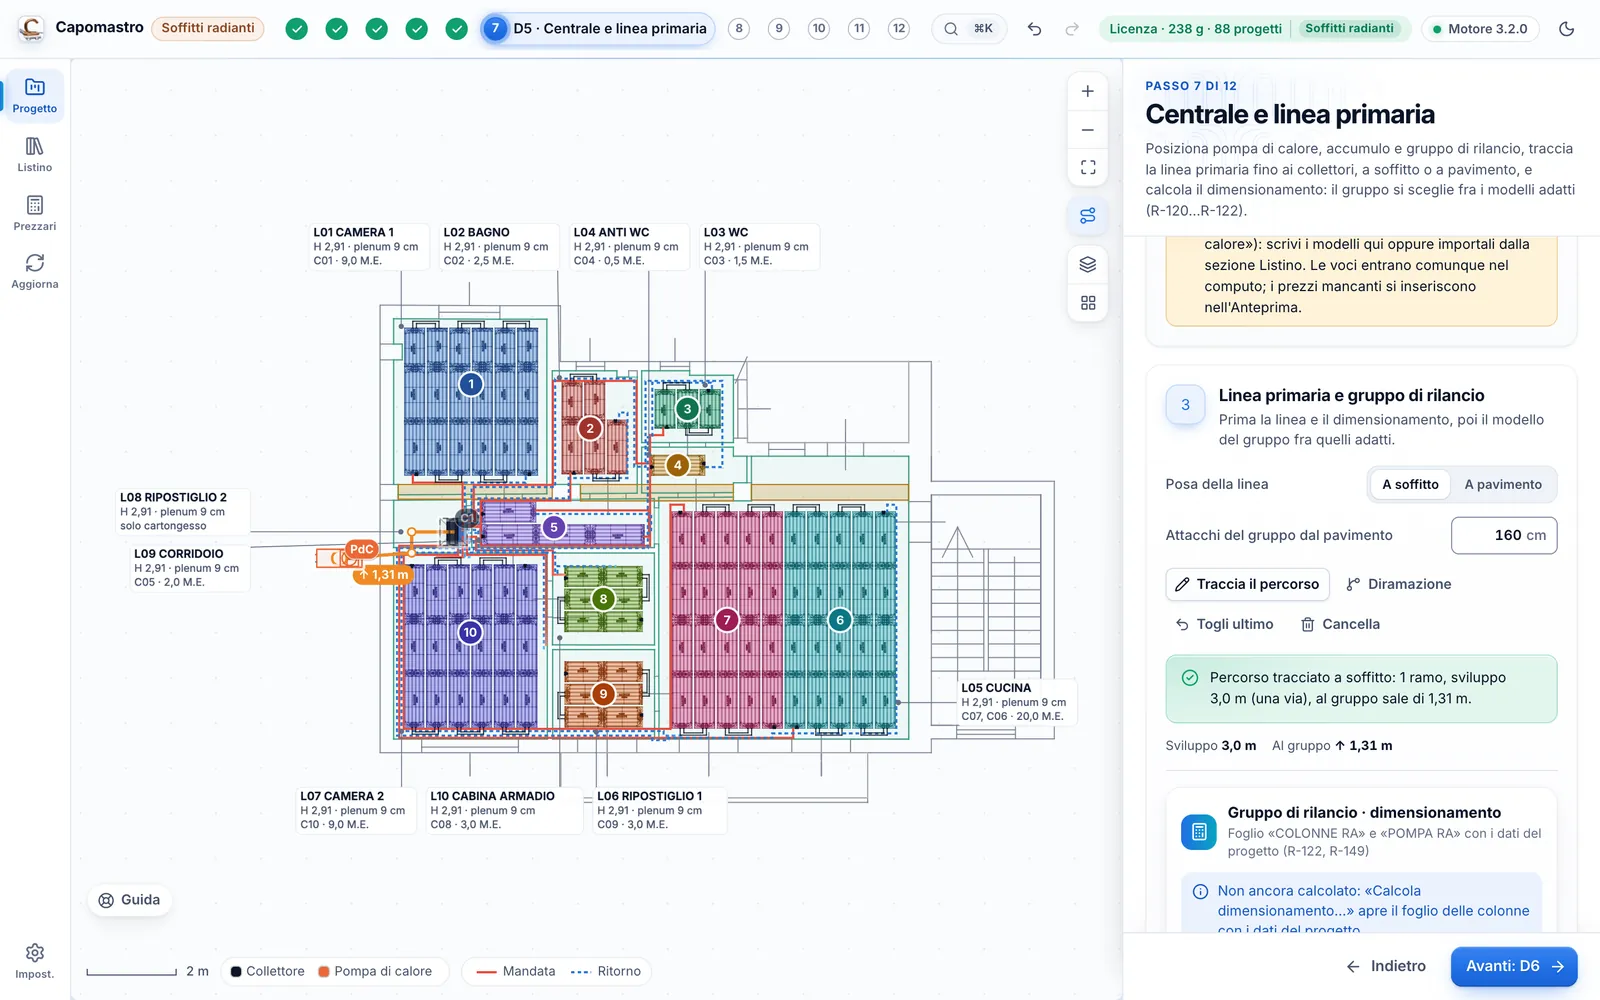 Capomastro
Soffitti radianti
7
D5 · Centrale e linea primaria
8
9
10
11
12
⌘K
Licenza · 238 g · 88 progetti
Soffitti radianti
Motore 3.2.0
Progetto
Listino
Prezzari
Aggiorna
Impost.
L01 CAMERA 1
H 2,91 · plenum 9 cm
C01 · 9,0 M.E.
L02 BAGNO
H 2,91 · plenum 9 cm
C02 · 2,5 M.E.
L04 ANTI WC
H 2,91 · plenum 9 cm
C04 · 0,5 M.E.
L03 WC
H 2,91 · plenum 9 cm
C03 · 1,5 M.E.
1
2
3
4
L08 RIPOSTIGLIO 2
H 2,91 · plenum 9 cm
solo cartongesso
C1
5
L09 CORRIDOIO
H 2,91 · plenum 9 cm
C05 · 2,0 M.E.
PdC
↑ 1,31 m
8
7
6
10
9
L05 CUCINA
H 2,91 · plenum 9 cm
C07, C06 · 20,0 M.E.
L07 CAMERA 2
H 2,91 · plenum 9 cm
C10 · 9,0 M.E.
L10 CABINA ARMADIO
H 2,91 · plenum 9 cm
C08 · 3,0 M.E.
L06 RIPOSTIGLIO 1
H 2,91 · plenum 9 cm
C09 · 3,0 M.E.
Guida
2 m
Collettore
Pompa di calore
Mandata
Ritorno
PASSO 7 DI 12
Centrale e linea primaria
Posiziona pompa di calore, accumulo e gruppo di rilancio, traccia
la linea primaria fino ai collettori, a soffitto o a pavimento, e
calcola il dimensionamento: il gruppo si sceglie fra i modelli adatti
(R-120…R-122).
calore»): scrivi i modelli qui oppure importali dalla
sezione Listino. Le voci entrano comunque nel
computo; i prezzi mancanti si inseriscono
nell'Anteprima.
3
Linea primaria e gruppo di rilancio
Prima la linea e il dimensionamento, poi il modello
del gruppo fra quelli adatti.
Posa della linea
A soffitto
A pavimento
Attacchi del gruppo dal pavimento
160 cm
Traccia il percorso
Diramazione
Togli ultimo
Cancella
Percorso tracciato a soffitto: 1 ramo, sviluppo
3,0 m (una via), al gruppo sale di 1,31 m.
Sviluppo 3,0 m
Al gruppo ↑ 1,31 m
Gruppo di rilancio · dimensionamento
Foglio «COLONNE RA» e «POMPA RA» con i dati del
progetto (R-122, R-149)
Non ancora calcolato: «Calcola
dimensionamento…» apre il foglio delle colonne
con i dati del progetto
Indietro
Avanti: D6